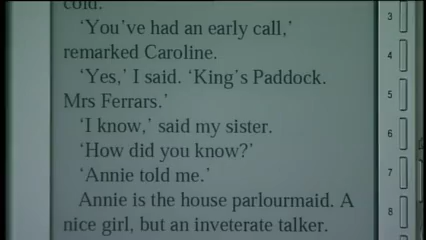 cold.
‘You’ve had an early call,’
remarked Caroline.
‘Yes,’ I said. ‘King’s Paddock.
Mrs Ferrars.’
‘I know,’ said my sister.
‘How did you know?’
‘Annie told me.’
Annie is the house parlourmaid. A
nice girl, but an inveterate talker.
3
4
5
6
7
8